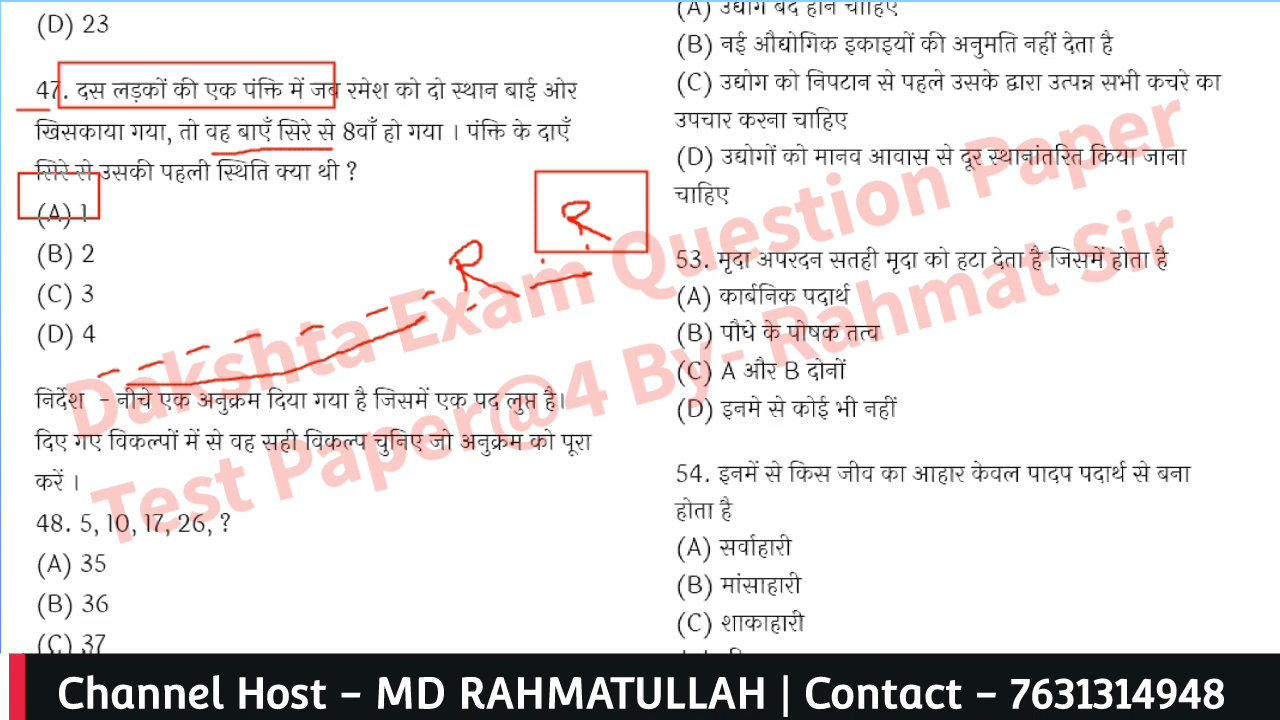 (D) 23
47. दस लड़कों की एक पंक्ति में जब रमेश को दो स्थान बाई ओर
खिसकाया गया, तो वह बाएँ सिरे से 8वाँ हो गया । पंक्ति के दाएँ
सिरे से उसकी पहली स्थिति क्या थी ?
(A) 1
(B) 2
(C) 3
(D) 4
R
R
निर्देश - नीचे एक अनुक्रम दिया गया है जिसमें एक पद लुप्त है।
दिए गए विकल्पों में से वह सही विकल्प चुनिए जो अनुक्रम को पूरा
करें ।
48. 5, 10, 17, 26, ?
(A) 35
(B) 36
(C) 37
(A) उद्योग बंद होने चाहिए
(B) नई औद्योगिक इकाइयों की अनुमति नहीं देता है
(C) उद्योग को निपटान से पहले उसके द्वारा उत्पन्न सभी कचरे का
उपचार करना चाहिए
(D) उद्योगों को मानव आवास से दूर स्थानांतरित किया जाना
चाहिए
53. मृदा अपरदन सतही मृदा को हटा देता है जिसमें होता है
(A) कार्बनिक पदार्थ
(B) पौधे के पोषक तत्व
(C) A और B दोनों
(D) इनमे से कोई भी नहीं
54. इनमें से किस जीव का आहार केवल पादप पदार्थ से बना
होता है
(A) सर्वाहारी
(B) मांसाहारी
(C) शाकाहारी
Dakshta Exam Question Paper
Test Paper@4 By- Rahmat Sir
Channel Host – MD RAHMATULLAH | Contact – 7631314948